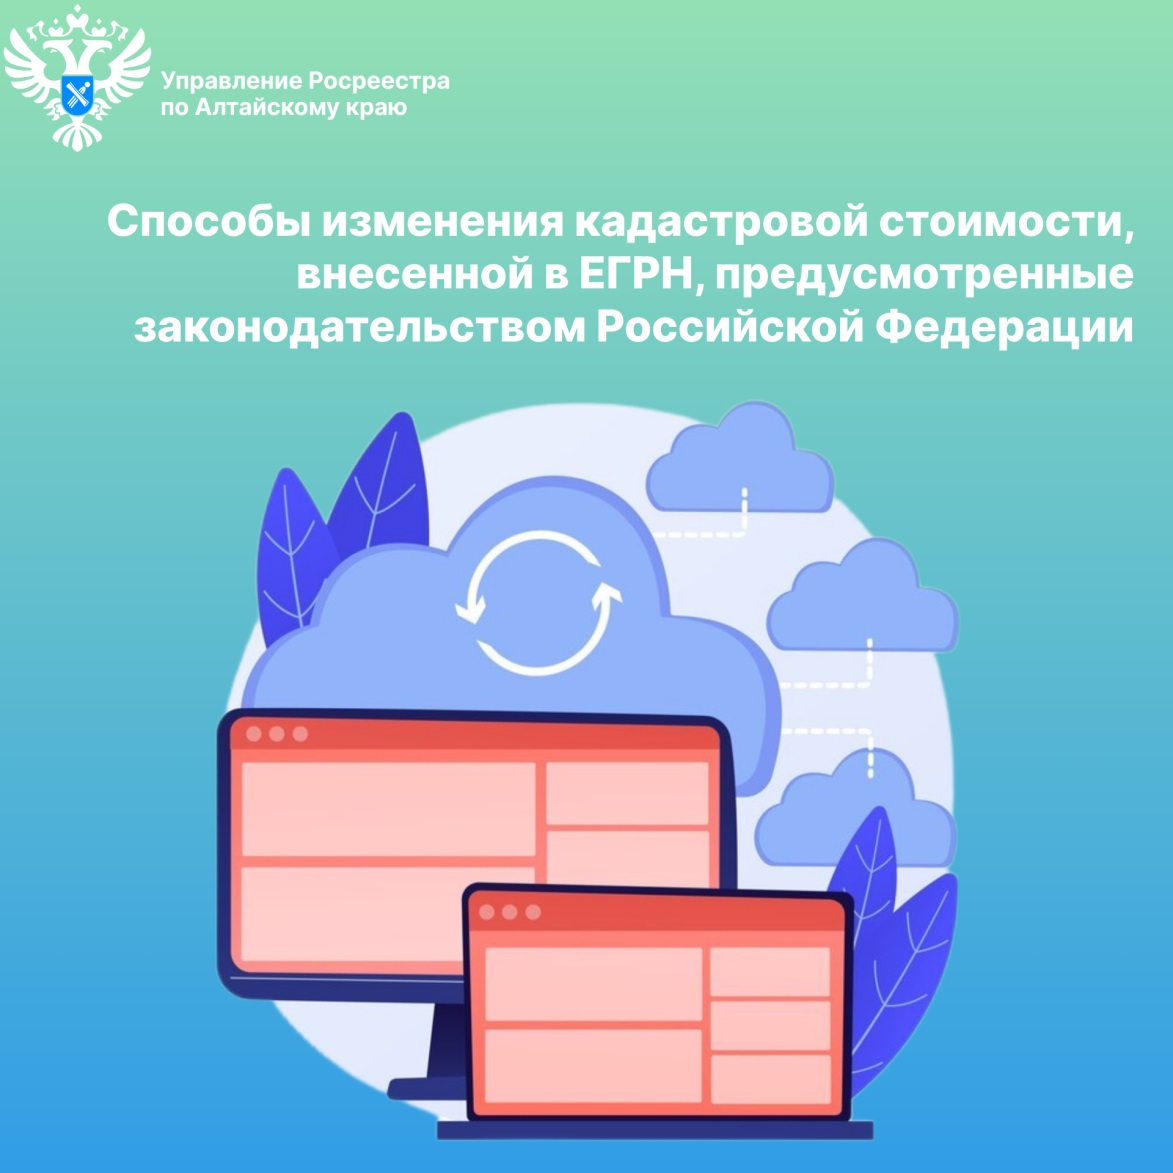 Управление Росреестра
по Алтайскому краю
Способы изменения кадастровой стоимости,
внесенной в ЕГРН, предусмотренные
законодательством Российской Федерации